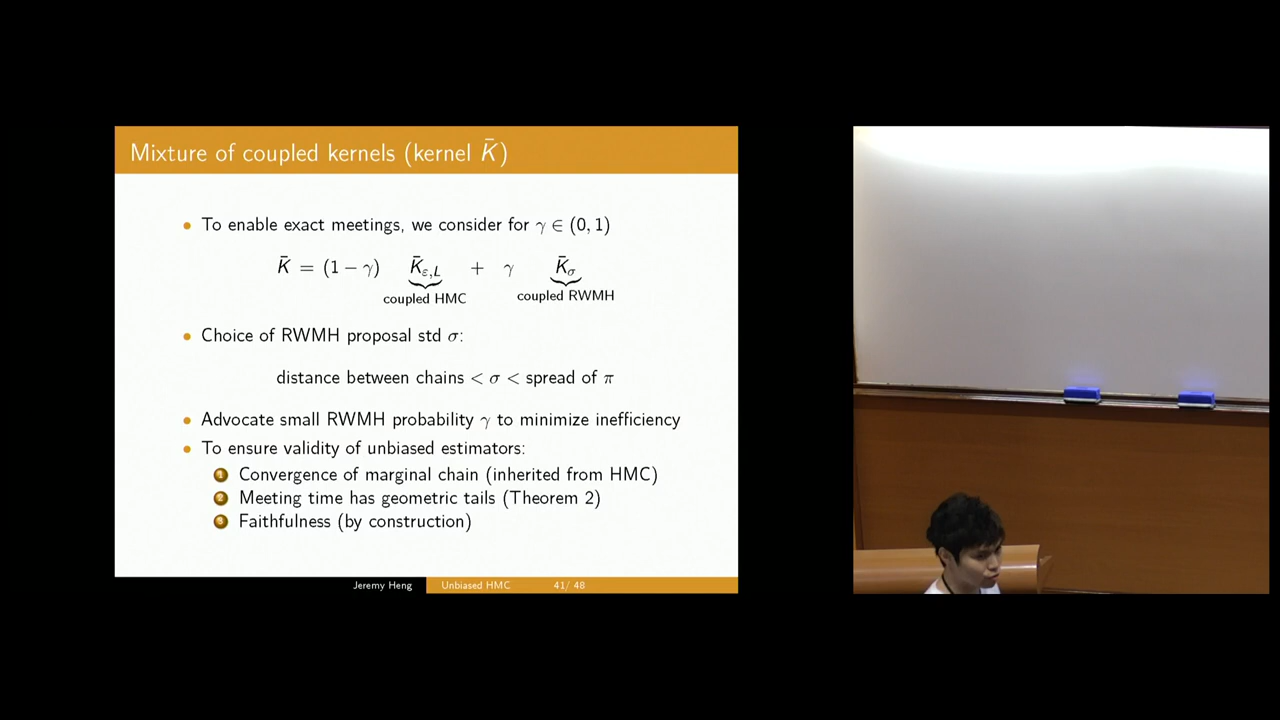 Mixture of coupled kernels (kernel K̄)
• To enable exact meetings, we consider for γ ∈ (0, 1)
K̄ = (1 − γ) K̄_{ε,L} + γ K̄_σ
coupled HMC coupled RWMH
• Choice of RWMH proposal std σ:
distance between chains < σ < spread of π
• Advocate small RWMH probability γ to minimize inefficiency
• To ensure validity of unbiased estimators:
1 Convergence of marginal chain (inherited from HMC)
2 Meeting time has geometric tails (Theorem 2)
3 Faithfulness (by construction)
Jeremy Heng Unbiased HMC 41/ 48